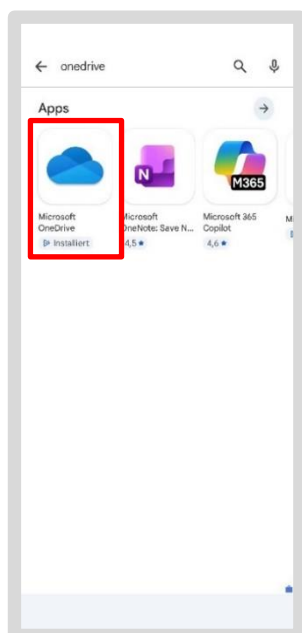 onedrive
Apps
Microsoft
OneDrive
Installiert
N
Microsoft
OneNote: Save N...
4,5 ★
M365
Microsoft 365
Copilot
4,6 ★